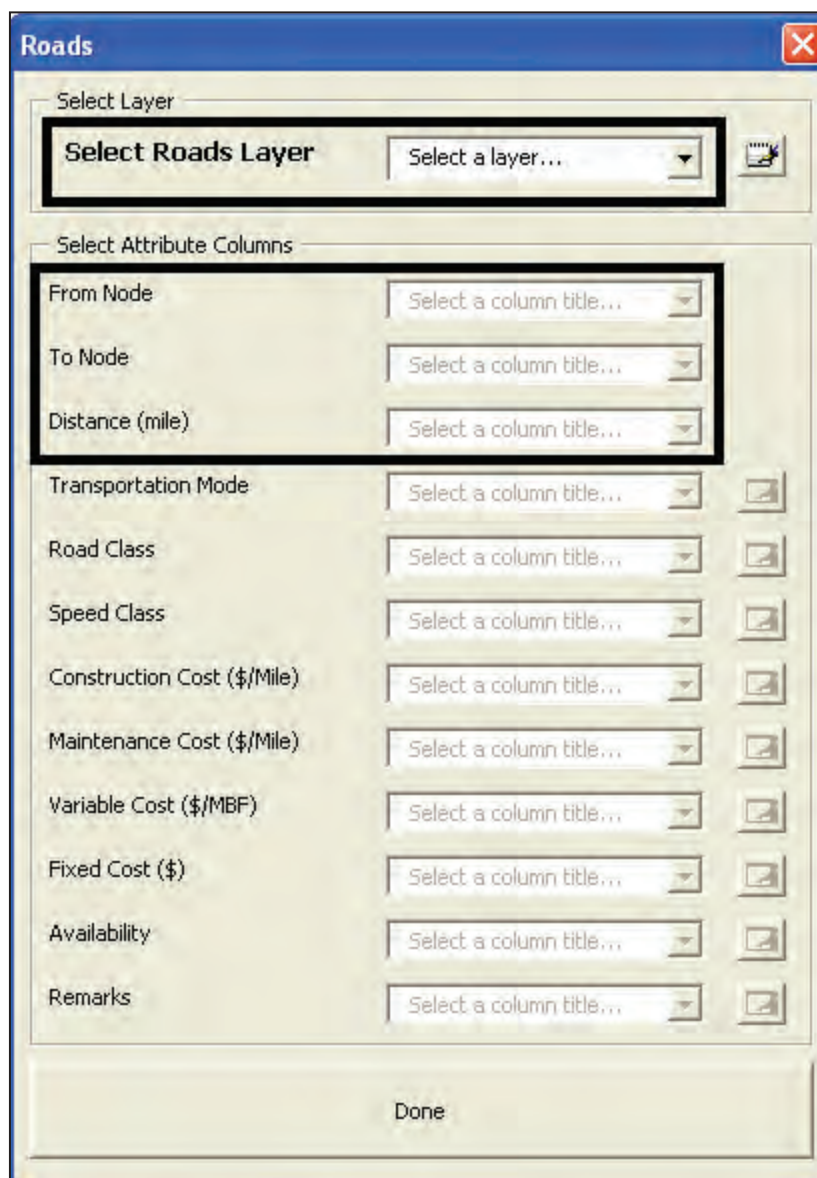 Roads
Select Layer
Select Roads Layer Select a layer...
Select Attribute Columns
From Node Select a column title...
To Node Select a column title...
Distance (mile) Select a column title...
Transportation Mode Select a column title...
Road Class Select a column title...
Speed Class Select a column title...
Construction Cost ($/Mile) Select a column title...
Maintenance Cost ($/Mile) Select a column title...
Variable Cost ($/MBF) Select a column title...
Fixed Cost ($) Select a column title...
Availability Select a column title...
Remarks Select a column title...
Done